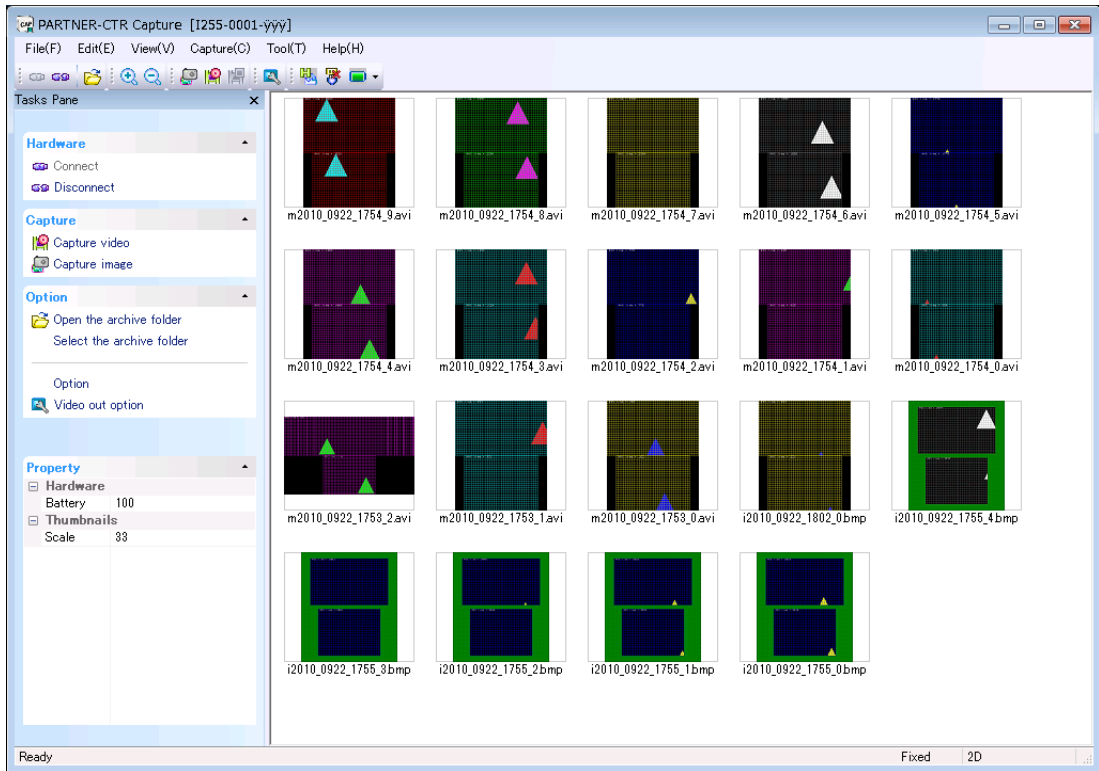 PARTNER-CTR Capture [I255-0001-ÿÿÿ]
File(F) Edit(E) View(V) Capture(C) Tool(T) Help(H)
Tasks Pane
Hardware
Connect
Disconnect
Capture
Capture video
Capture image
Option
Open the archive folder
Select the archive folder
Option
Video out option
Property
Hardware
Battery 100
Thumbnails
Scale 33
m2010_0922_1754_9.avi m2010_0922_1754_8.avi m2010_0922_1754_7.avi m2010_0922_1754_6.avi m2010_0922_1754_5.avi
m2010_0922_1754_4.avi m2010_0922_1754_3.avi m2010_0922_1754_2.avi m2010_0922_1754_1.avi m2010_0922_1754_0.avi
m2010_0922_1753_2.avi m2010_0922_1753_1.avi m2010_0922_1753_0.avi i2010_0922_1802_0.bmp i2010_0922_1755_4.bmp
i2010_0922_1755_3.bmp i2010_0922_1755_2.bmp i2010_0922_1755_1.bmp i2010_0922_1755_0.bmp
Ready Fixed 2D